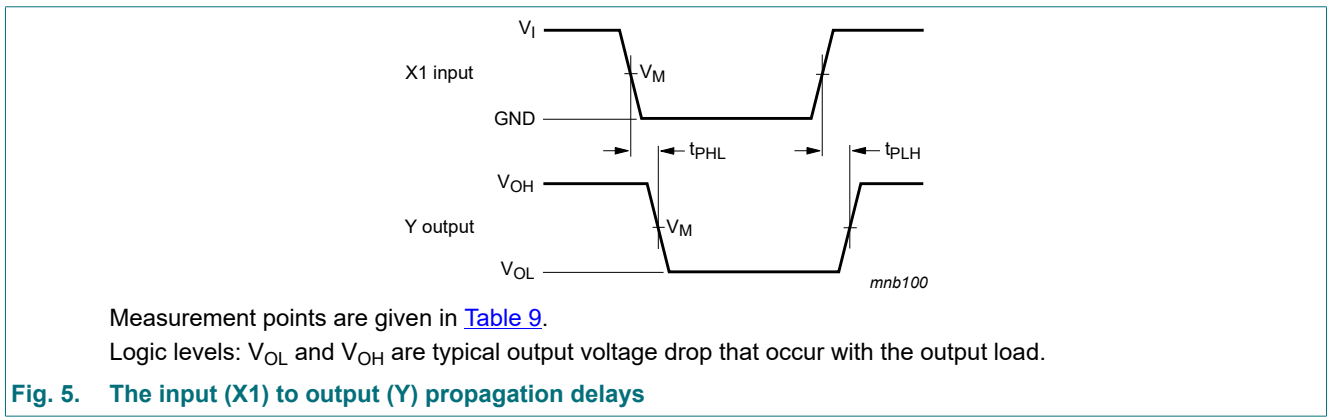 V_I
X1 input
V_M
GND
t_PHL
t_PLH
V_OH
Y output
V_M
V_OL
mnb100
Measurement points are given in Table 9.
Logic levels: V_OL and V_OH are typical output voltage drop that occur with the output load.
Fig. 5. The input (X1) to output (Y) propagation delays